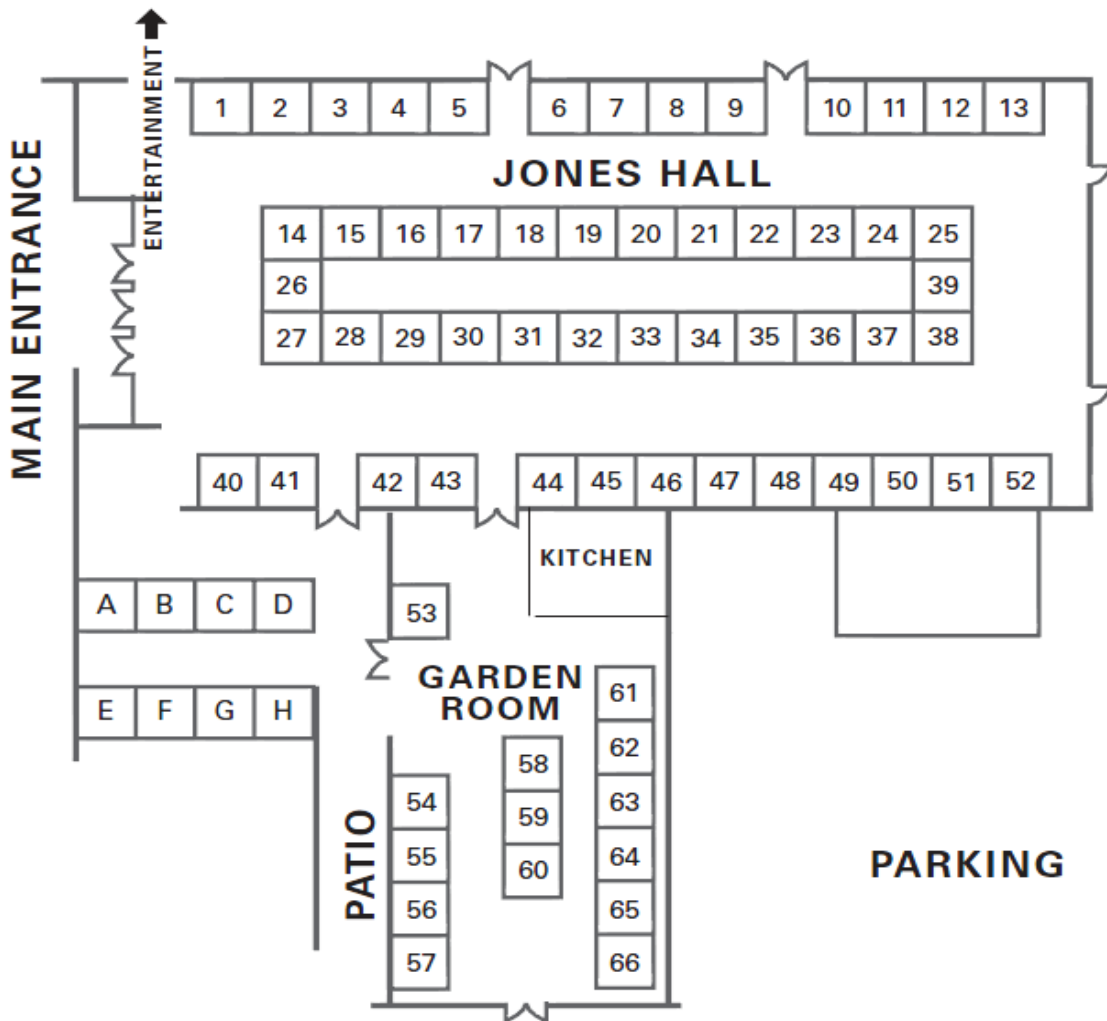 ENTERTAINMENT
MAIN ENTRANCE
1 2 3 4 5 6 7 8 9 10 11 12 13
JONES HALL
14 15 16 17 18 19 20 21 22 23 24 25
26 39
27 28 29 30 31 32 33 34 35 36 37 38
40 41 42 43 44 45 46 47 48 49 50 51 52
KITCHEN
A B C D
53
GARDEN
ROOM
E F G H
61
62
58
63
54
59
64
55
60
65
56
66
57
PATIO
PARKING